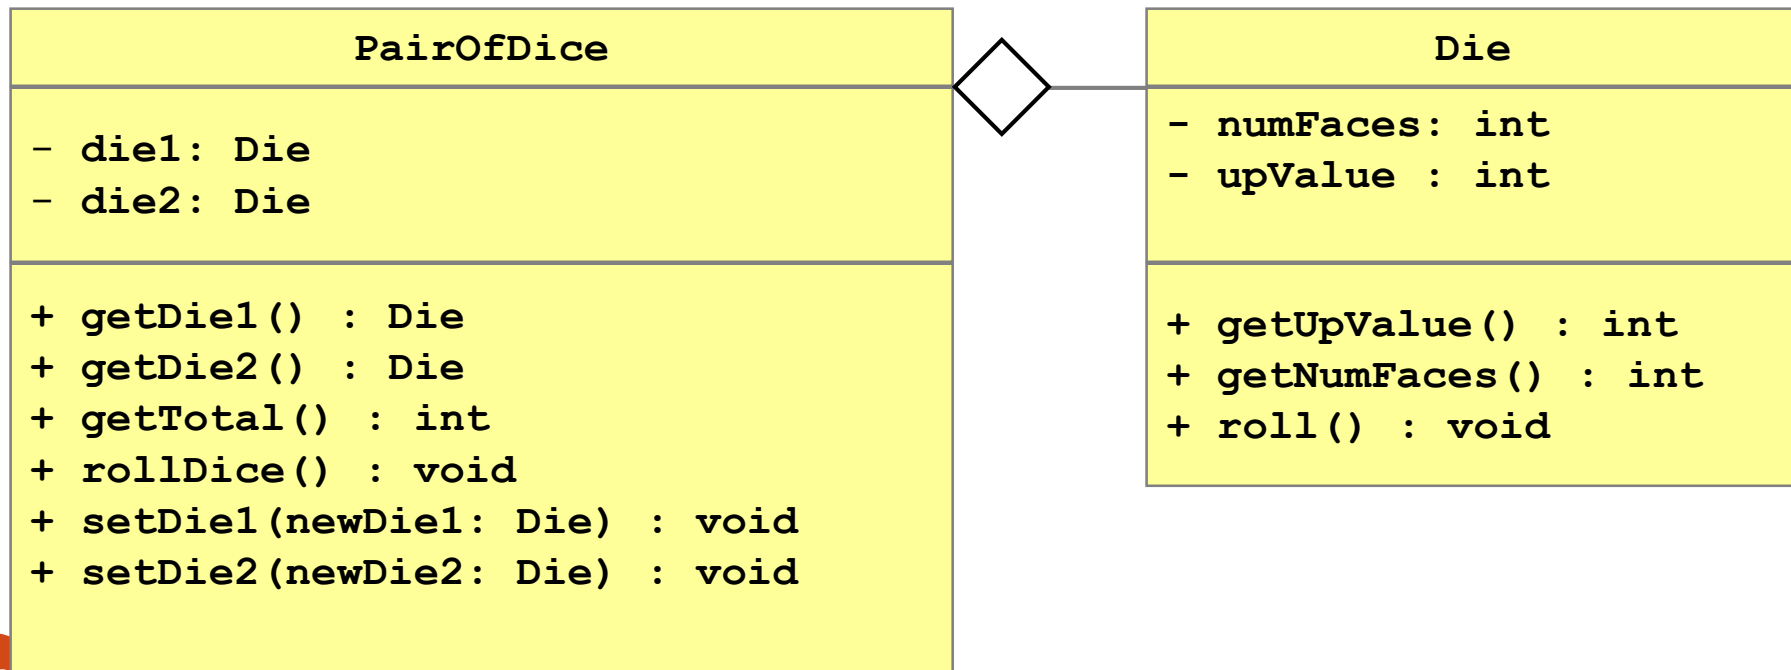 PairOfDice
- die1: Die
- die2: Die
+ getDie1() : Die
+ getDie2() : Die
+ getTotal() : int
+ rollDice() : void
+ setDie1(newDie1: Die) : void
+ setDie2(newDie2: Die) : void
Die
- numFaces: int
- upValue : int
+ getUpValue() : int
+ getNumFaces() : int
+ roll() : void